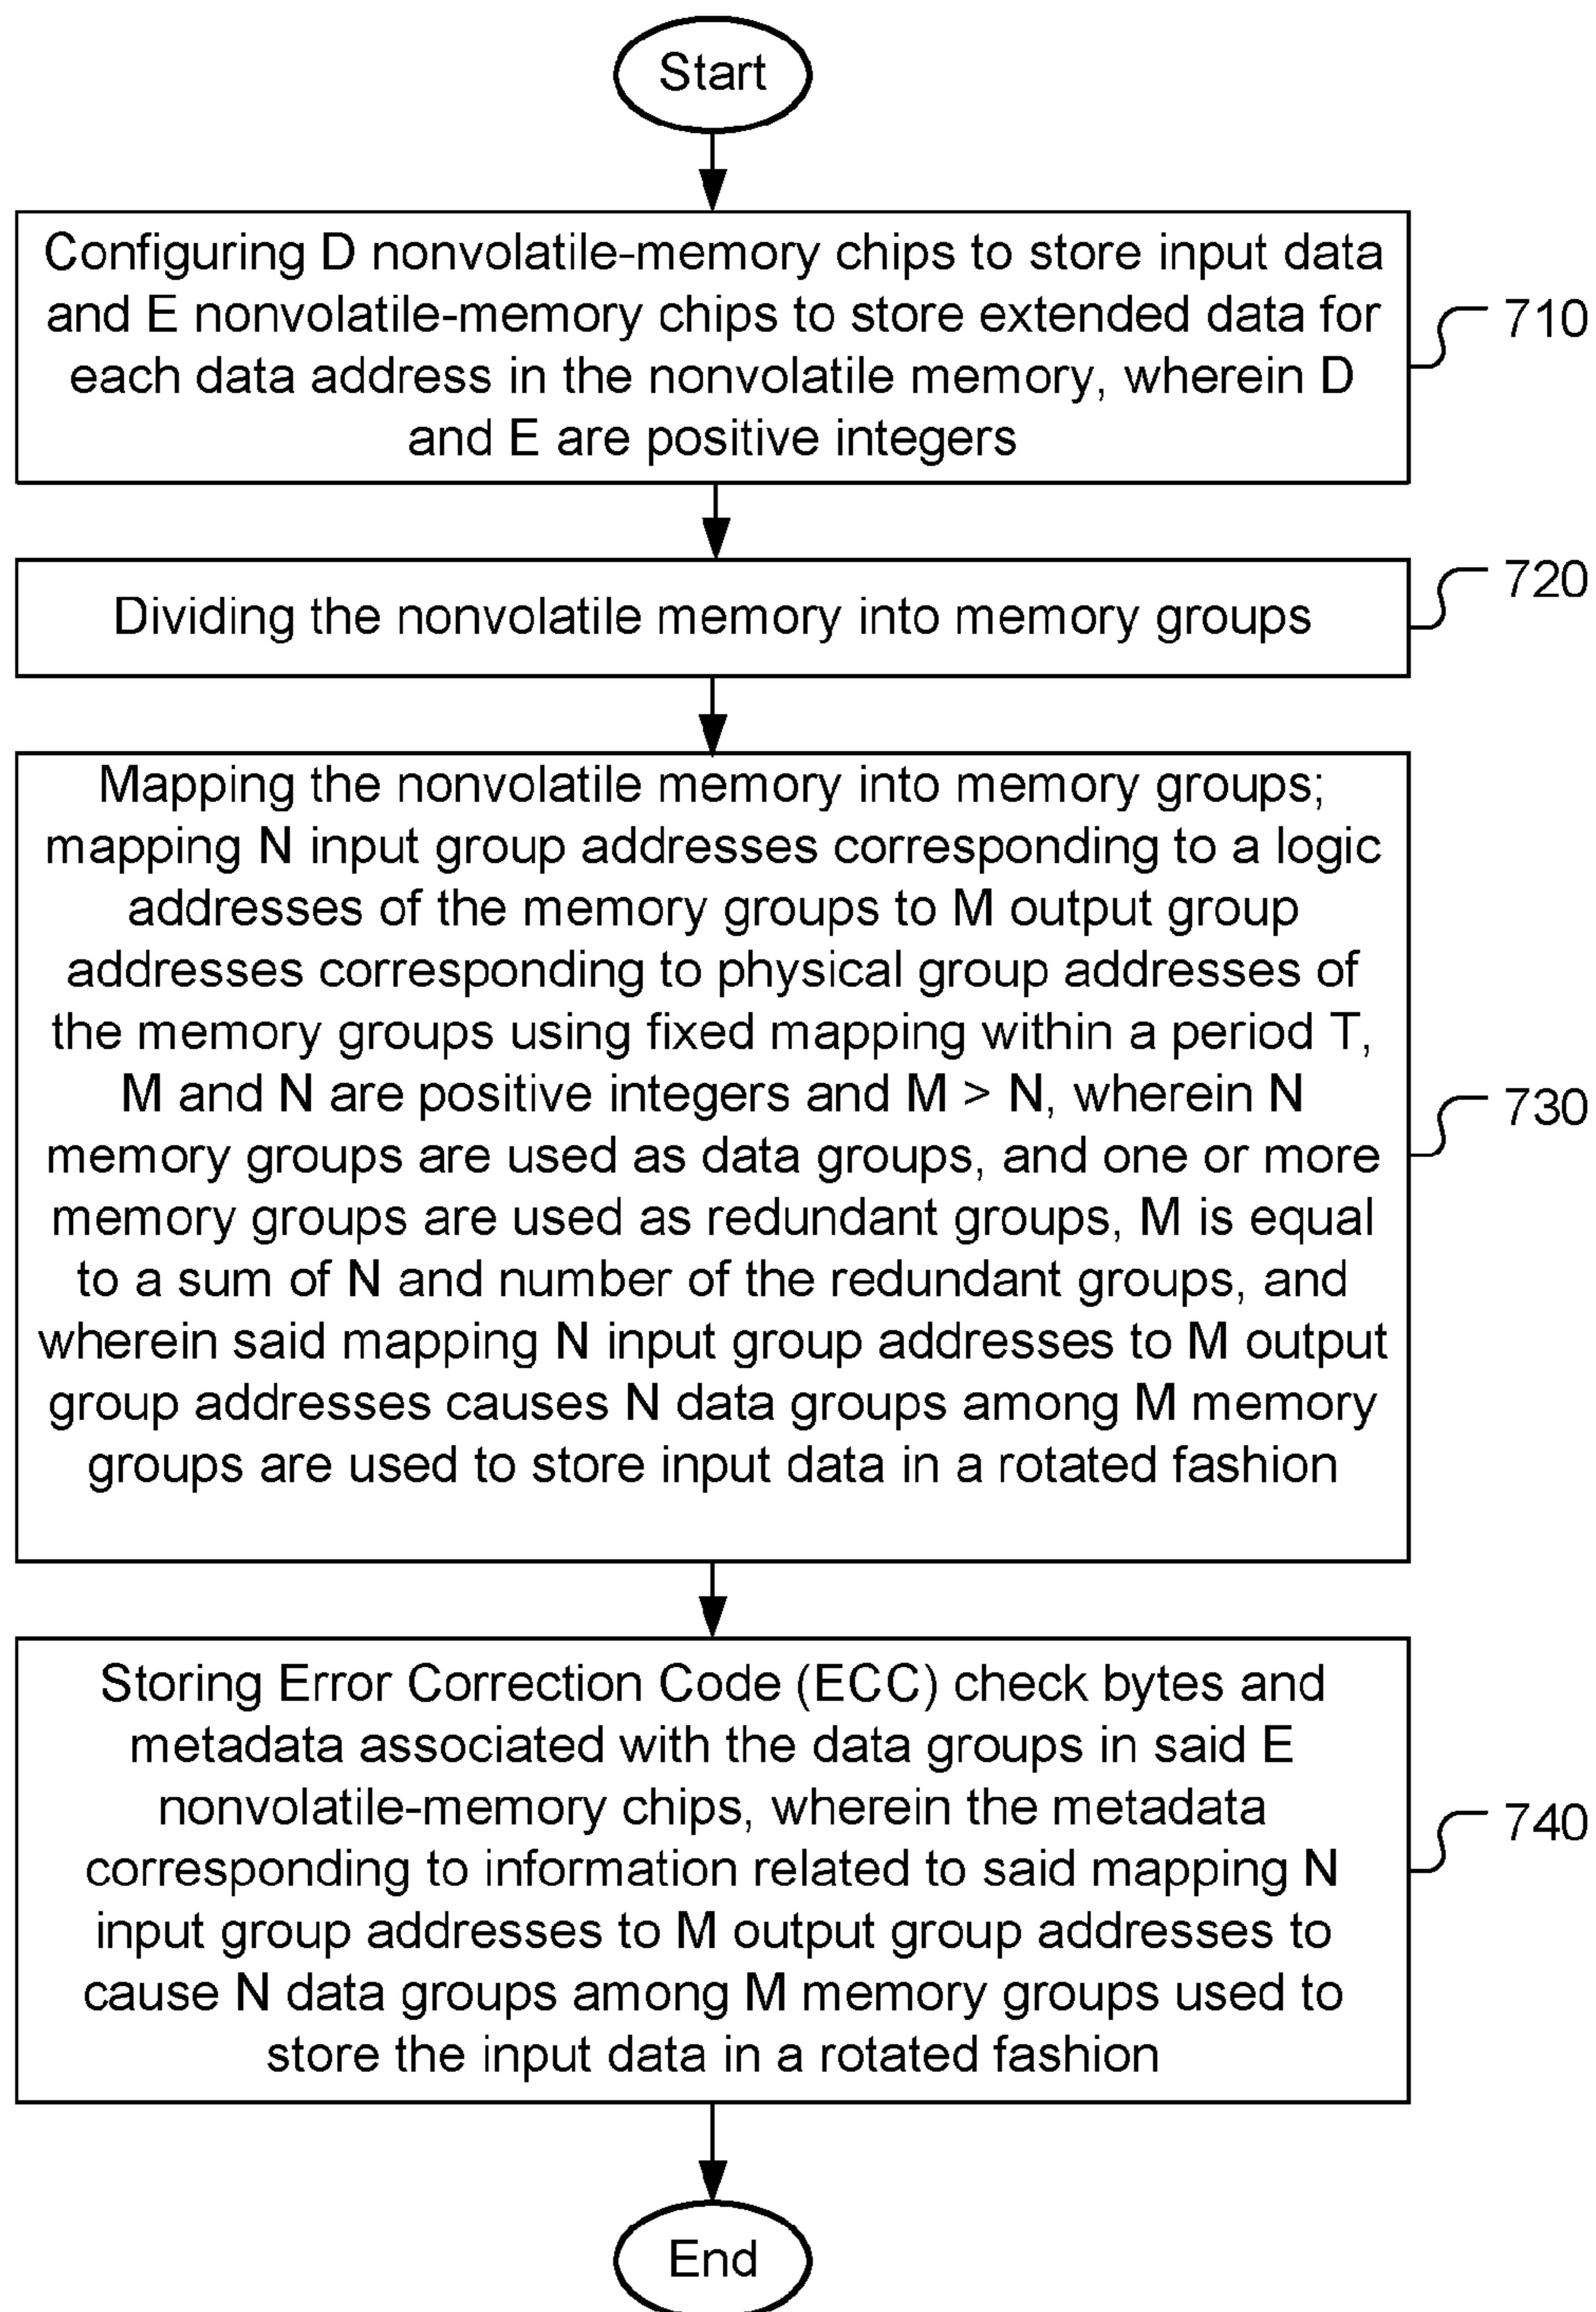 Start
Configuring D nonvolatile-memory chips to store input data
and E nonvolatile-memory chips to store extended data for
each data address in the nonvolatile memory, wherein D
and E are positive integers
710
Dividing the nonvolatile memory into memory groups
720
Mapping the nonvolatile memory into memory groups;
mapping N input group addresses corresponding to a logic
addresses of the memory groups to M output group
addresses corresponding to physical group addresses of
the memory groups using fixed mapping within a period T,
M and N are positive integers and M > N, wherein N
memory groups are used as data groups, and one or more
memory groups are used as redundant groups, M is equal
to a sum of N and number of the redundant groups, and
wherein said mapping N input group addresses to M output
group addresses causes N data groups among M memory
groups are used to store input data in a rotated fashion
730
Storing Error Correction Code (ECC) check bytes and
metadata associated with the data groups in said E
nonvolatile-memory chips, wherein the metadata
corresponding to information related to said mapping N
input group addresses to M output group addresses to
cause N data groups among M memory groups used to
store the input data in a rotated fashion
740
End